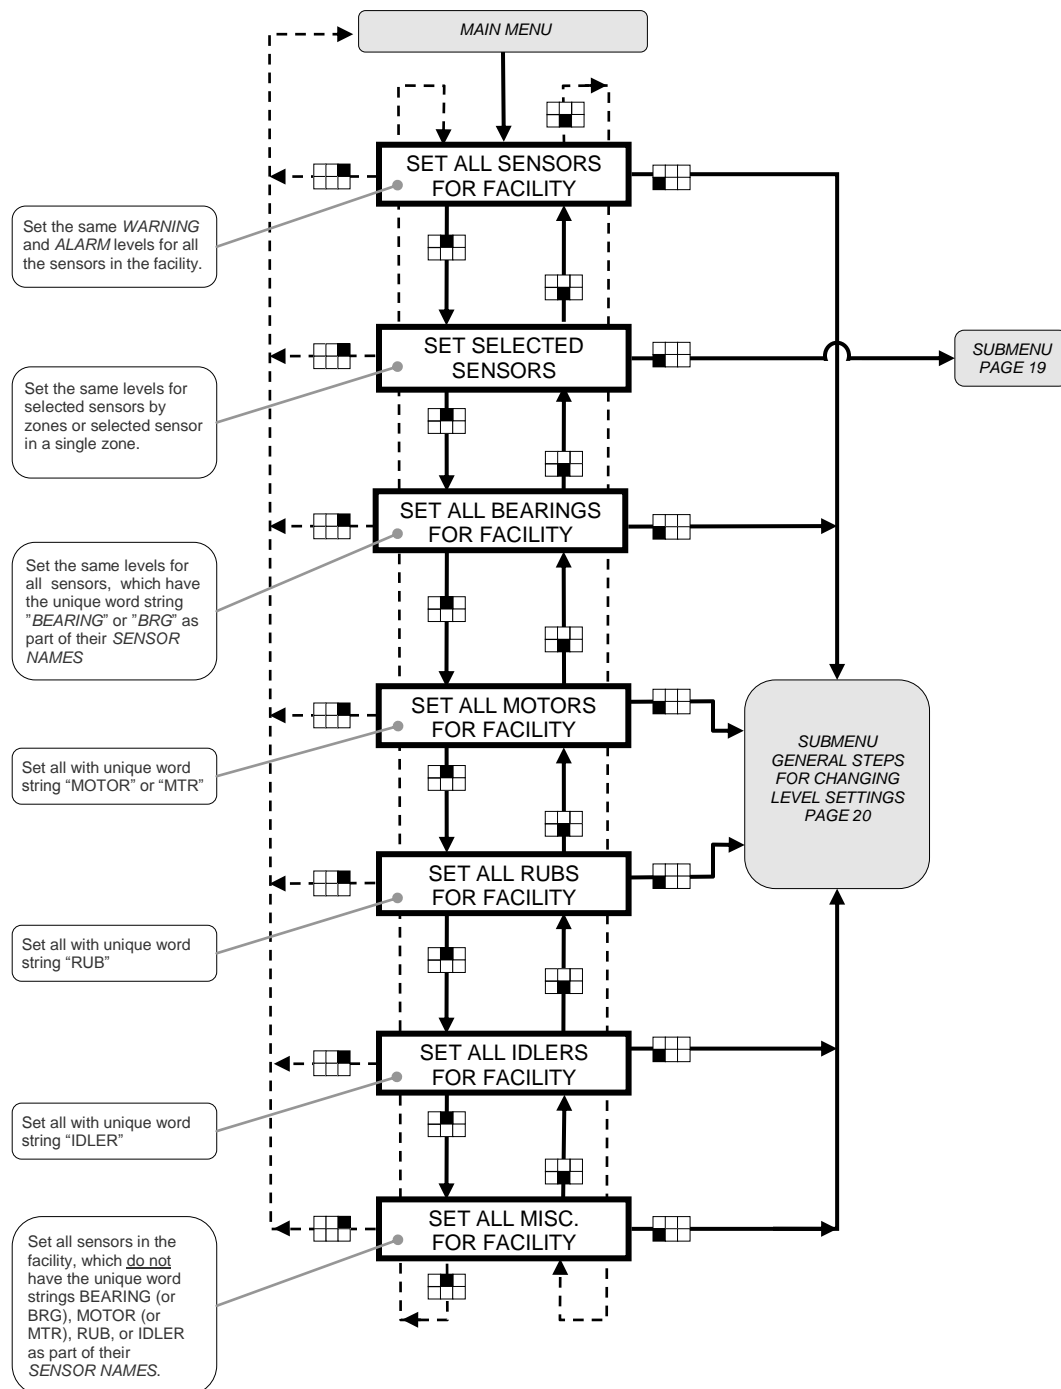 MAIN MENU
SET ALL SENSORS
FOR FACILITY
Set the same WARNING
and ALARM levels for all
the sensors in the facility.
SET SELECTED
SENSORS
SUBMENU
PAGE 19
Set the same levels for
selected sensors by
zones or selected sensor
in a single zone.
SET ALL BEARINGS
FOR FACILITY
Set the same levels for
all sensors, which have
the unique word string
"BEARING" or "BRG" as
part of their SENSOR
NAMES
SET ALL MOTORS
FOR FACILITY
SUBMENU
GENERAL STEPS
FOR CHANGING
LEVEL SETTINGS
PAGE 20
Set all with unique word
string “MOTOR” or “MTR”
SET ALL RUBS
FOR FACILITY
Set all with unique word
string “RUB”
SET ALL IDLERS
FOR FACILITY
Set all with unique word
string “IDLER”
SET ALL MISC.
FOR FACILITY
Set all sensors in the
facility, which do not
have the unique word
strings BEARING (or
BRG), MOTOR (or
MTR), RUB, or IDLER
as part of their
SENSOR NAMES.